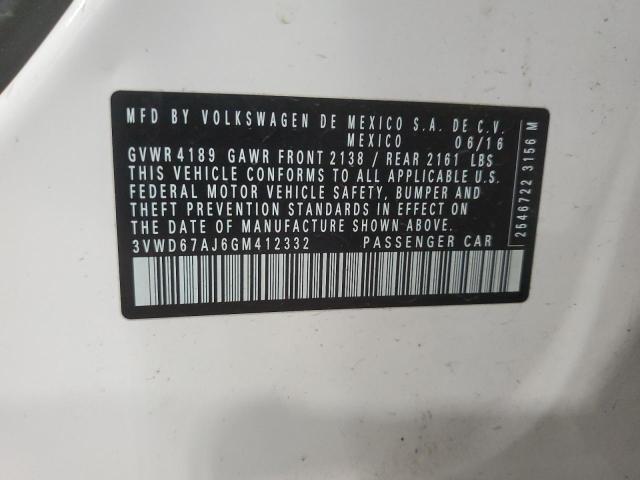 MFD BY VOLKSWAGEN DE MEXICO S.A. DE C.V.
MEXICO 06/16
GVWR 4189 GAWR FRONT 2138 / REAR 2161 LBS
THIS VEHICLE CONFORMS TO ALL APPLICABLE U.S.
FEDERAL MOTOR VEHICLE SAFETY, BUMPER AND
THEFT PREVENTION STANDARDS IN EFFECT ON
THE DATE OF MANUFACTURE SHOWN ABOVE.
3VWD67AJ6GM412332 PASSENGER CAR
2546722 3156 M